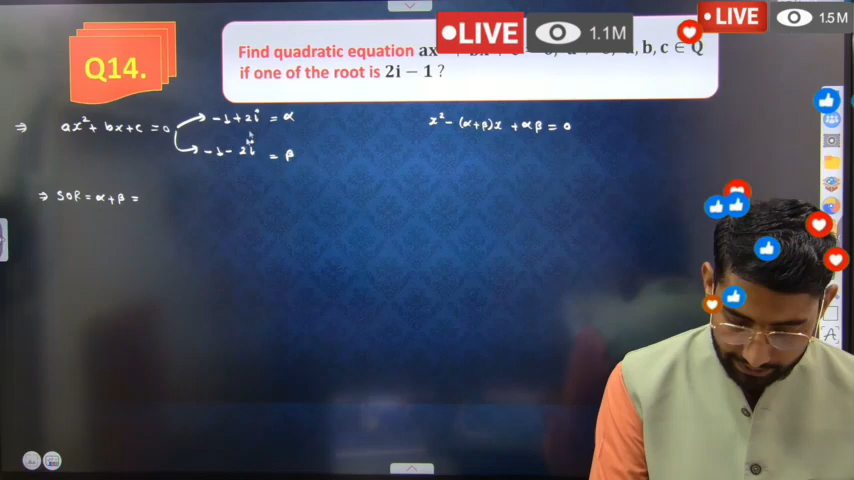 LIVE 1.1M
LIVE 1.5M
Q14.
Find quadratic equation ax b, c ∈ Q
if one of the root is 2i − 1 ?
⇒ ax² + bx + c = 0
-1 + 2i = α
-1 - 2i = β
x² - (α+β)x + αβ = 0
⇒ SOR = α + β =
A